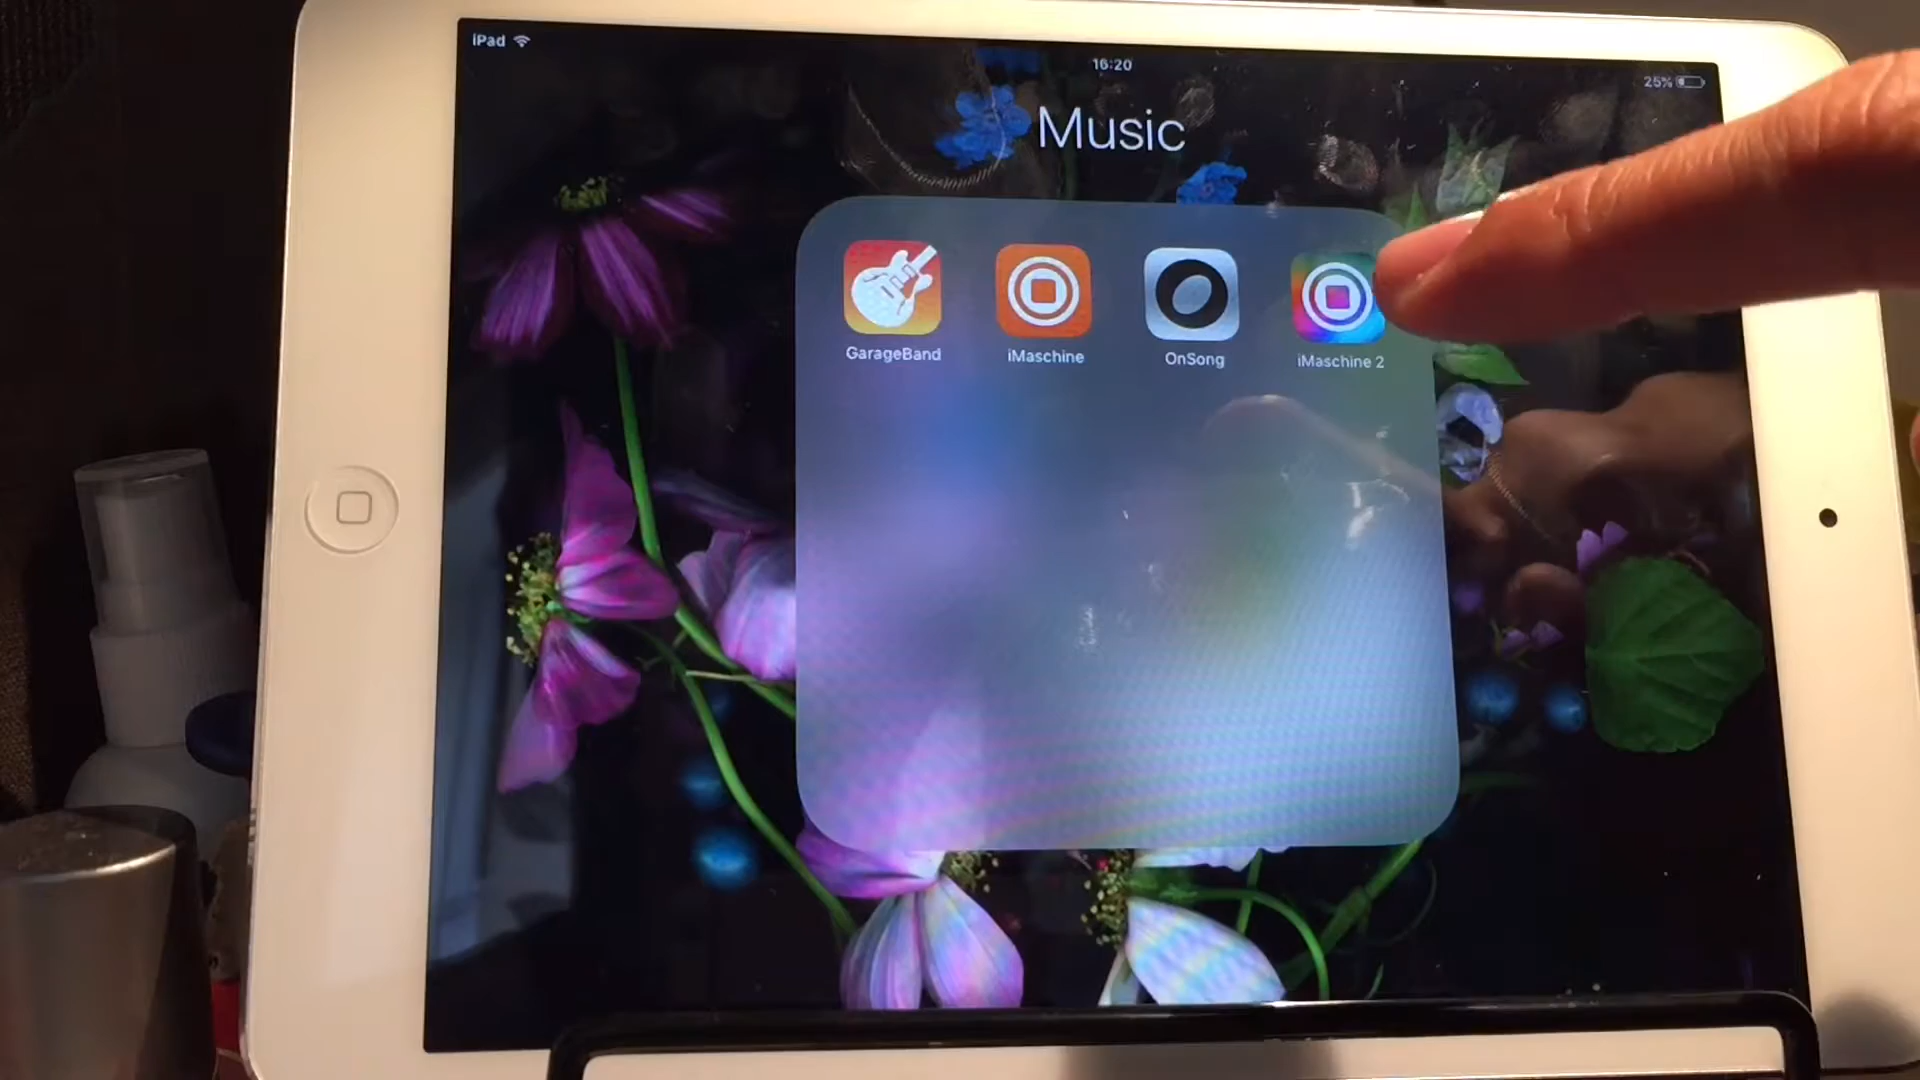 iPad
16:20
25%
Music
GarageBand
iMaschine
OnSong
iMaschine 2